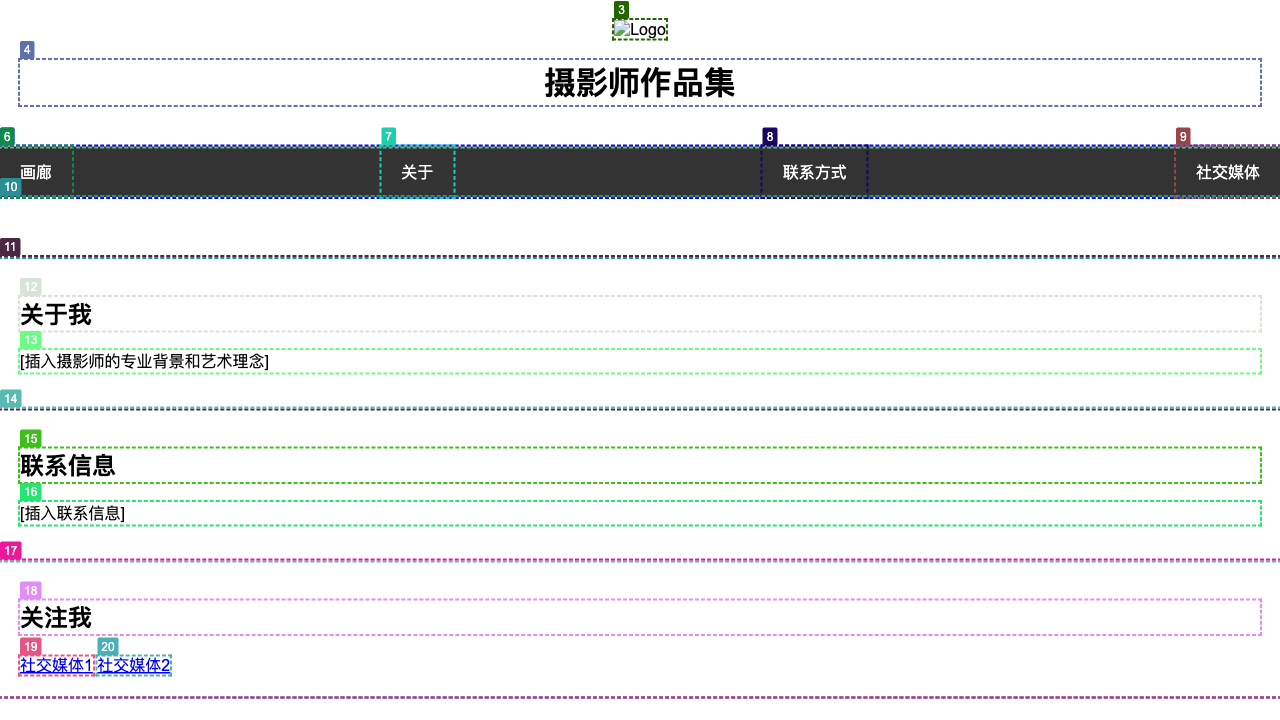 3
Logo
4
摄影师作品集
6 7 8 9
画廊 关于 联系方式 社交媒体
10
11
12
关于我
13
[插入摄影师的专业背景和艺术理念]
14
15
联系信息
16
[插入联系信息]
17
18
关注我
19 20
社交媒体1 社交媒体2